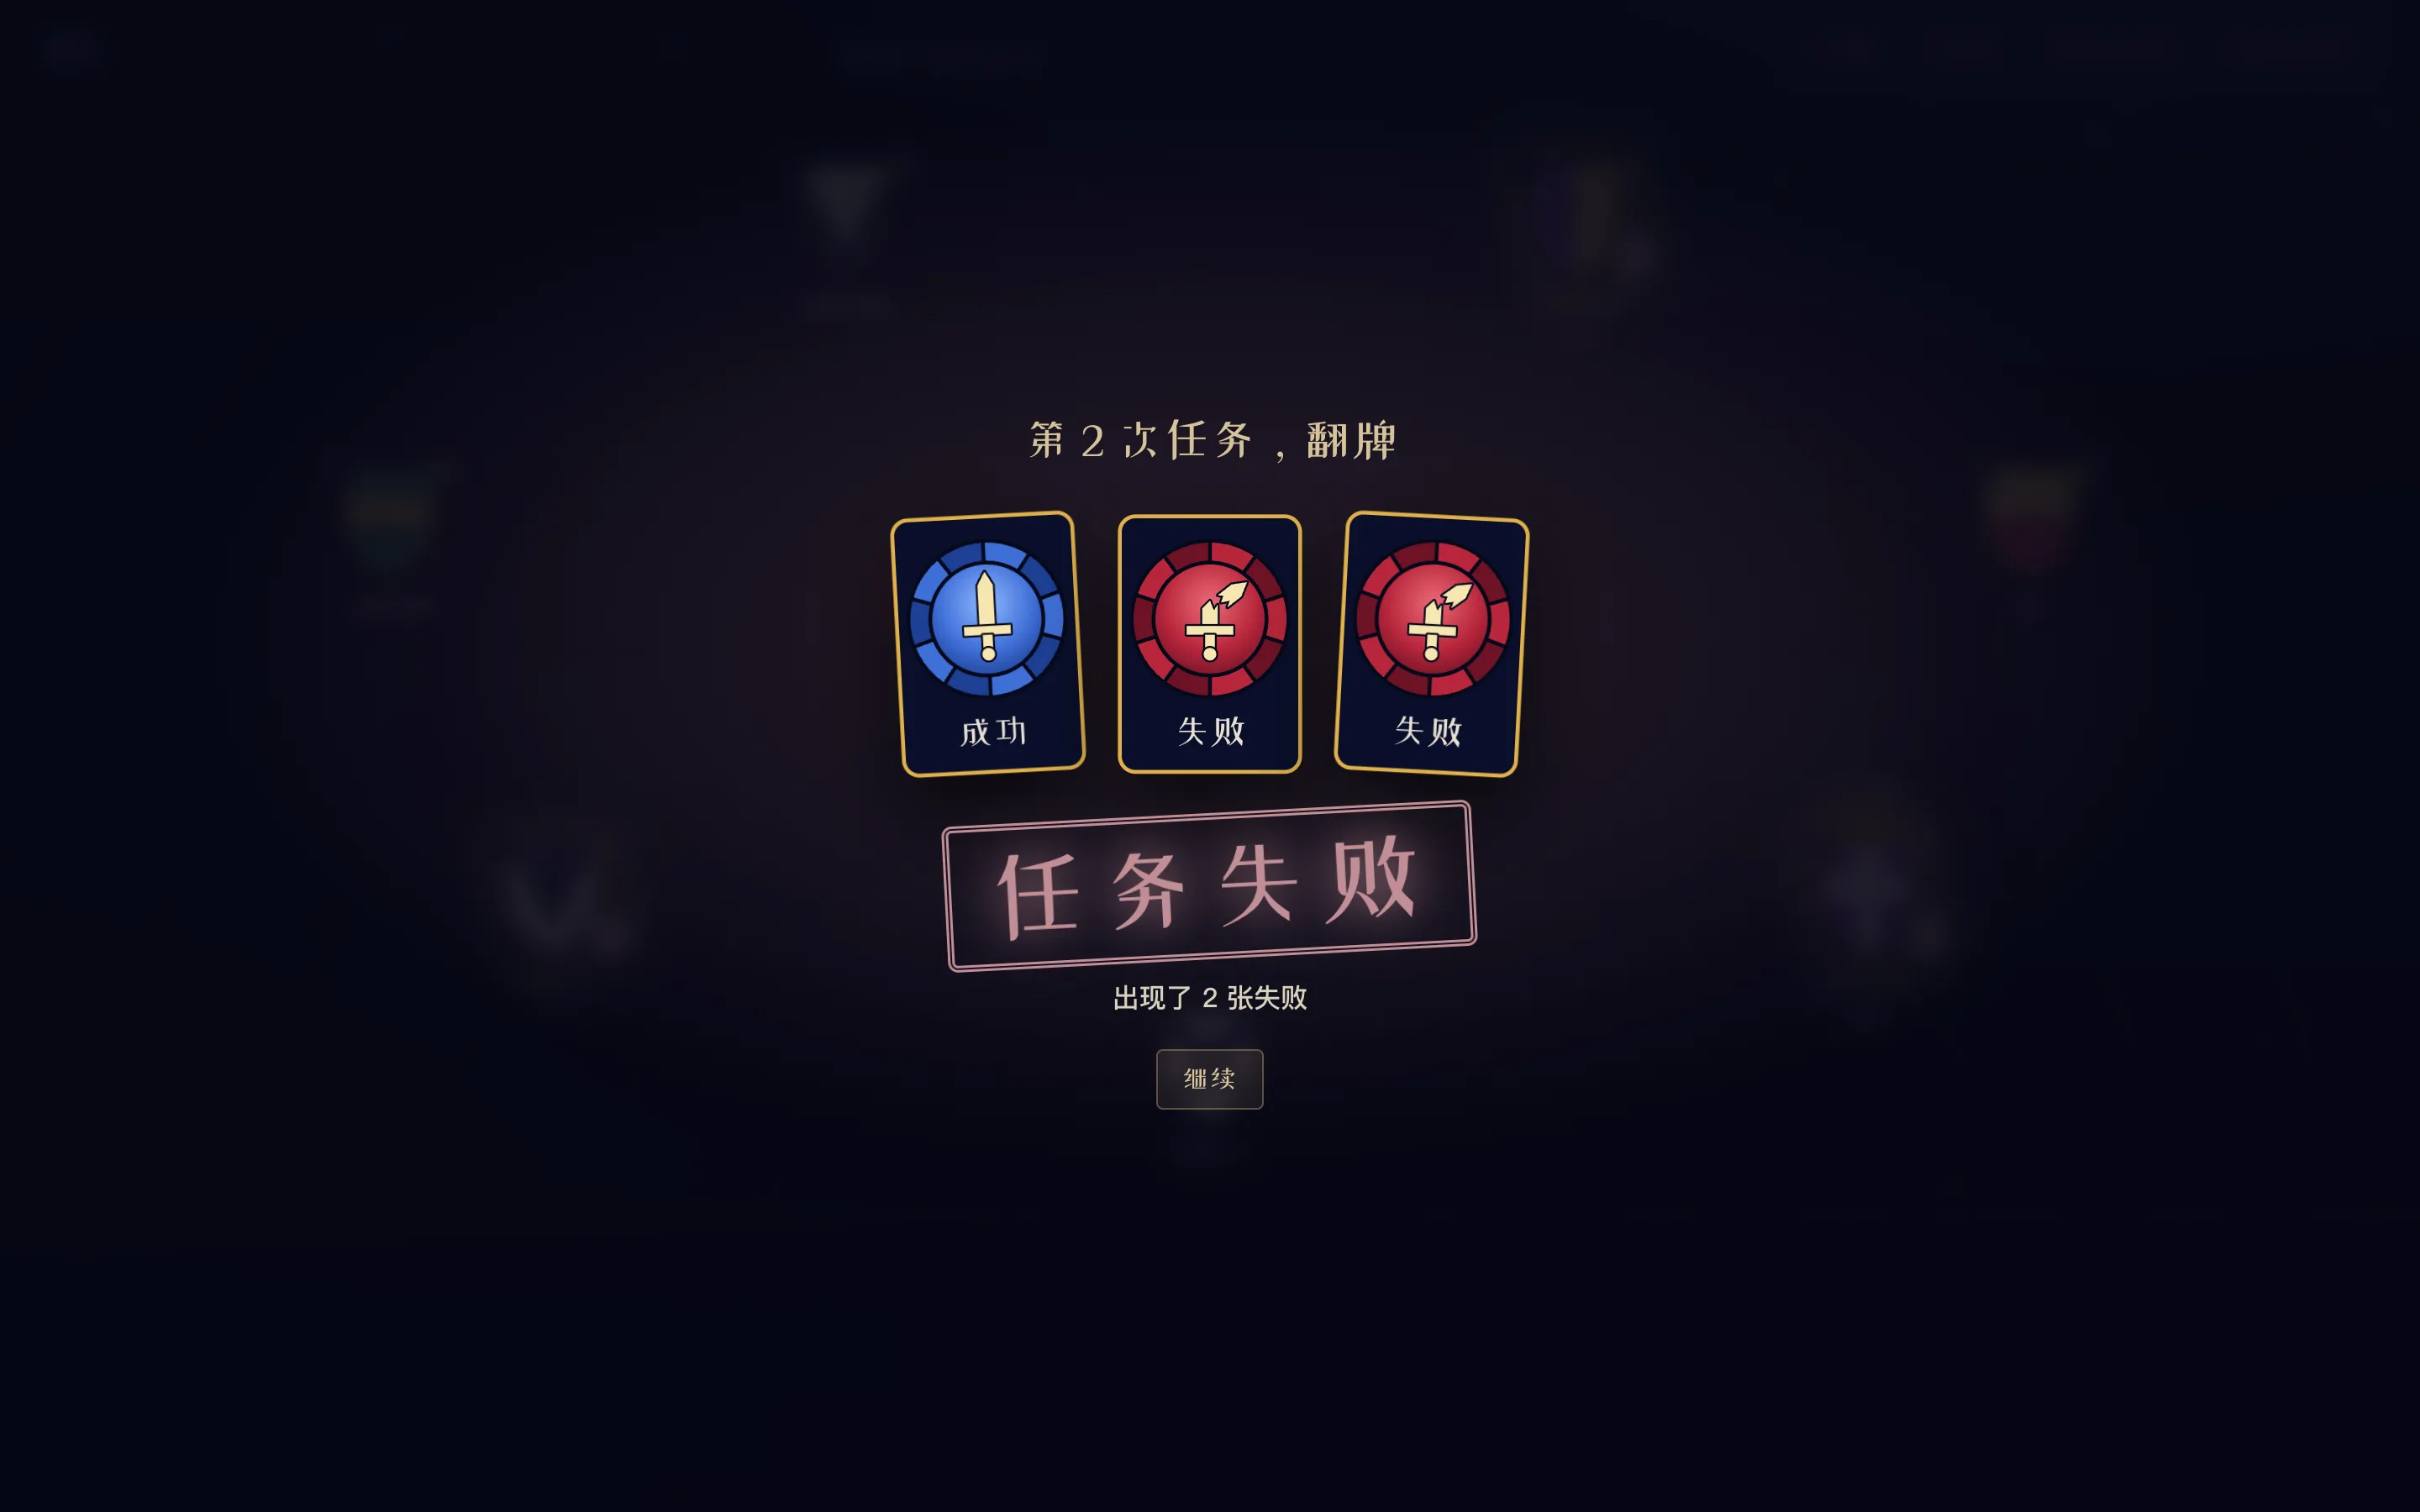 第 2 次任务，翻牌
成功
失败
失败
任务失败
出现了 2 张失败
继续